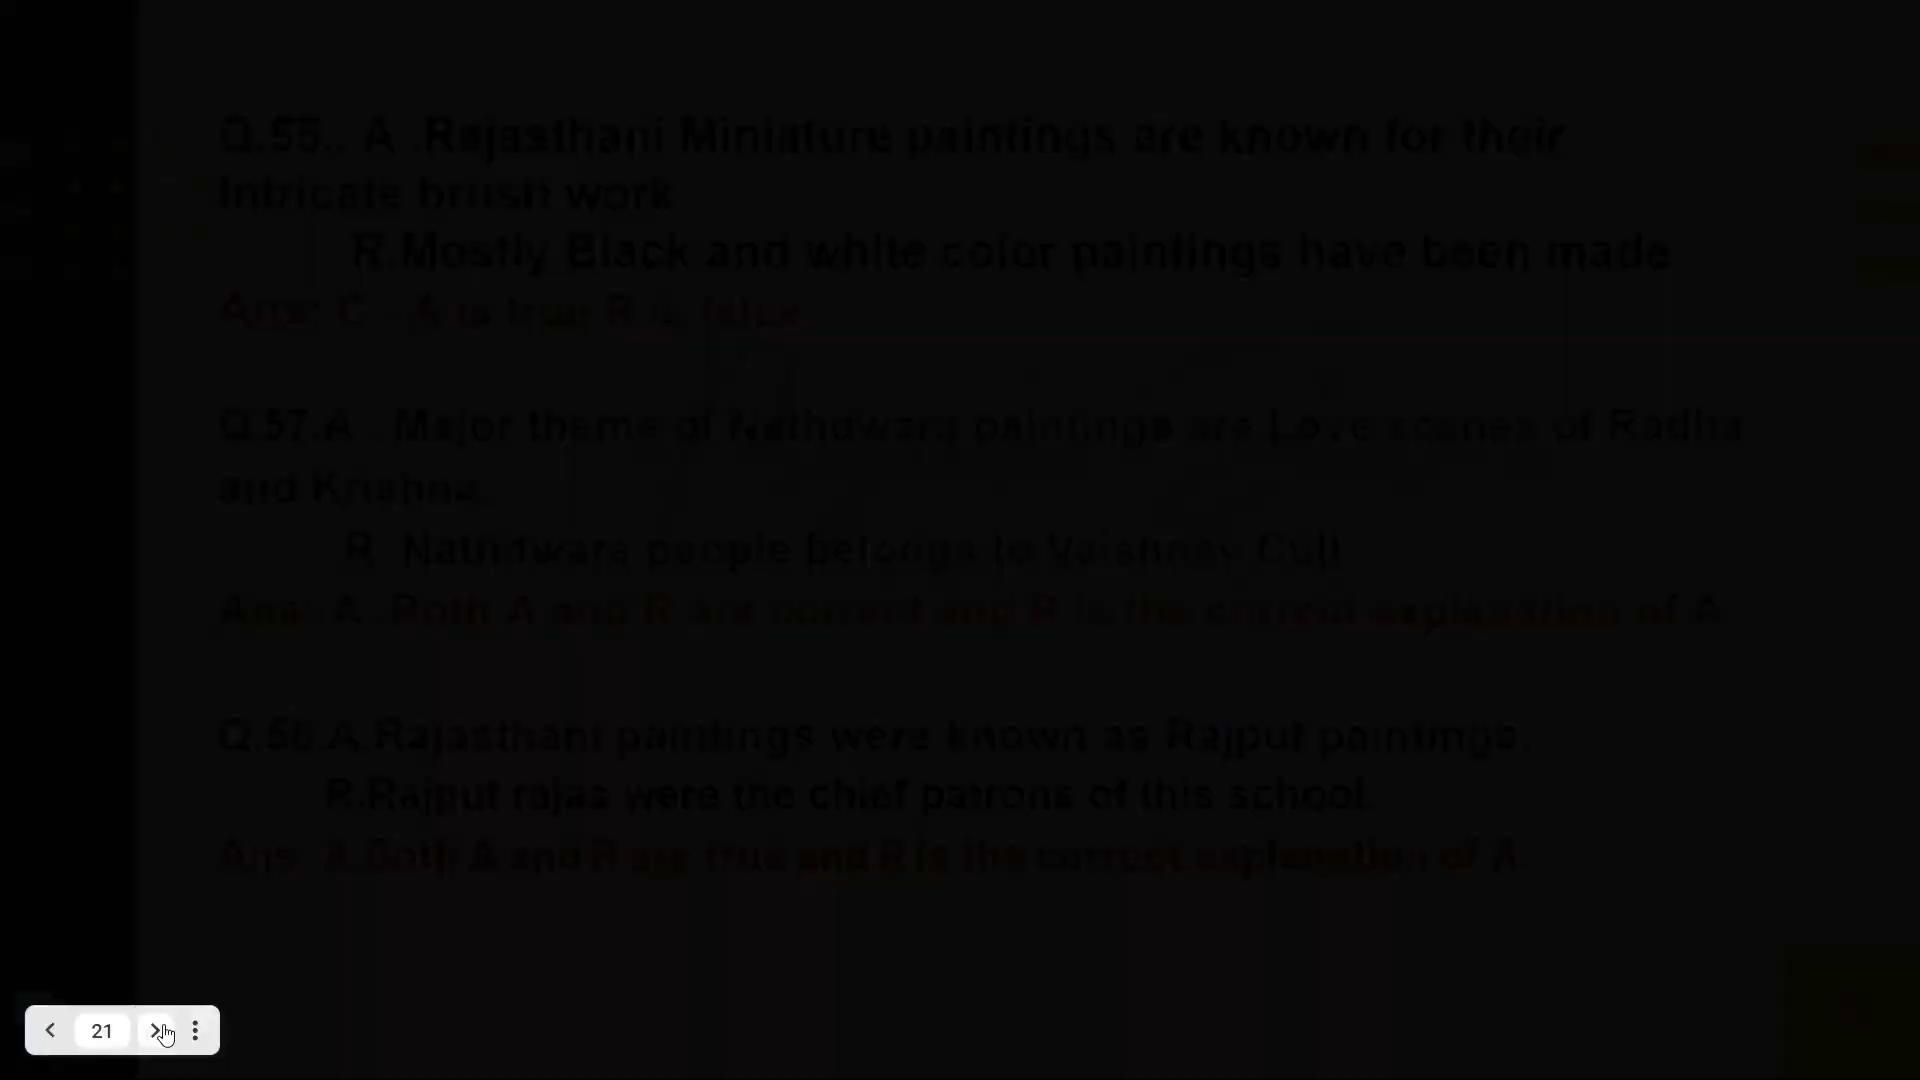 Q.55.. A .Rajasthani Miniature paintings are known for their
Intricate brush work
R.Mostly Black and white color paintings have been made
Ans: C - A is true R is false
Q.57.A . Major theme of Nathdwara paintings are Love scenes of Radha
and Krishna.
R. Nathdwara people belongs to Vaishnav Cult
Ans: A .Both A and R are correct and R is the correct explanation of A
Q.58.A.Rajasthani paintings were known as Rajput paintings.
R.Rajput rajas were the chief patrons of this school.
Ans: A.Both A and R are true and R is the correct explanation of A
21